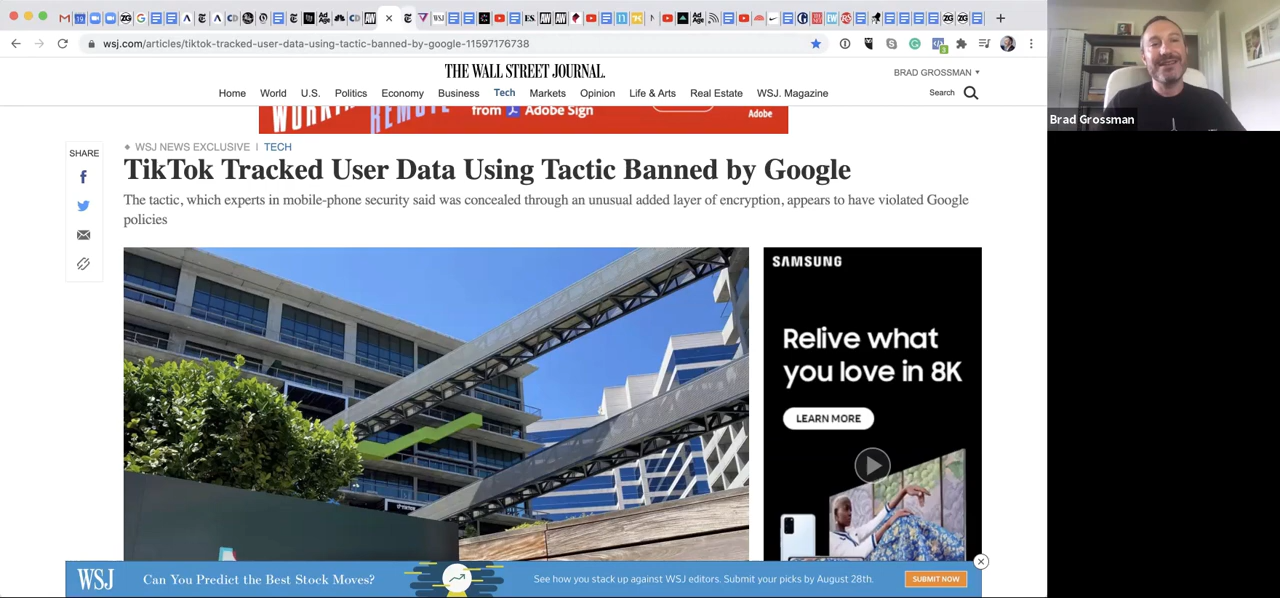 wsj.com/articles/tiktok-tracked-user-data-using-tactic-banned-by-google-11597176738
THE WALL STREET JOURNAL.
BRAD GROSSMAN
Home World U.S. Politics Economy Business Tech Markets Opinion Life & Arts Real Estate WSJ. Magazine
Search
WORKING REMOTE from Adobe Sign
Adobe
SHARE
WSJ NEWS EXCLUSIVE | TECH
TikTok Tracked User Data Using Tactic Banned by Google
The tactic, which experts in mobile-phone security said was concealed through an unusual added layer of encryption, appears to have violated Google
policies
SAMSUNG
Relive what
you love in 8K
LEARN MORE
WSJ Can You Predict the Best Stock Moves? See how you stack up against WSJ editors. Submit your picks by August 28th. SUBMIT NOW
Brad Grossman